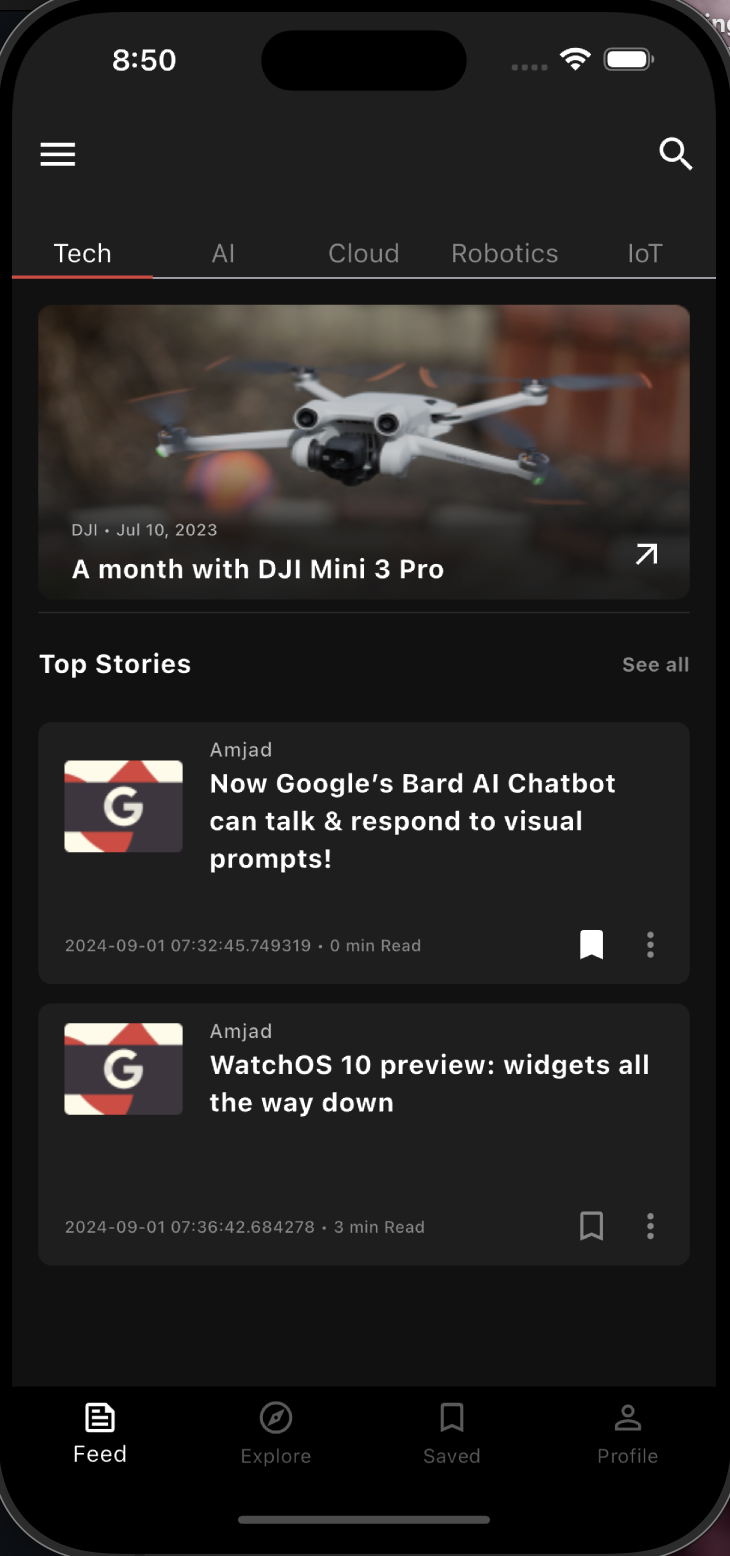 ing
8:50
Tech AI Cloud Robotics IoT
DJI • Jul 10, 2023
A month with DJI Mini 3 Pro
Top Stories See all
Amjad
Now Google’s Bard AI Chatbot
can talk & respond to visual
prompts!
G
2024-09-01 07:32:45.749319 • 0 min Read
Amjad
WatchOS 10 preview: widgets all
the way down
G
2024-09-01 07:36:42.684278 • 3 min Read
Feed Explore Saved Profile